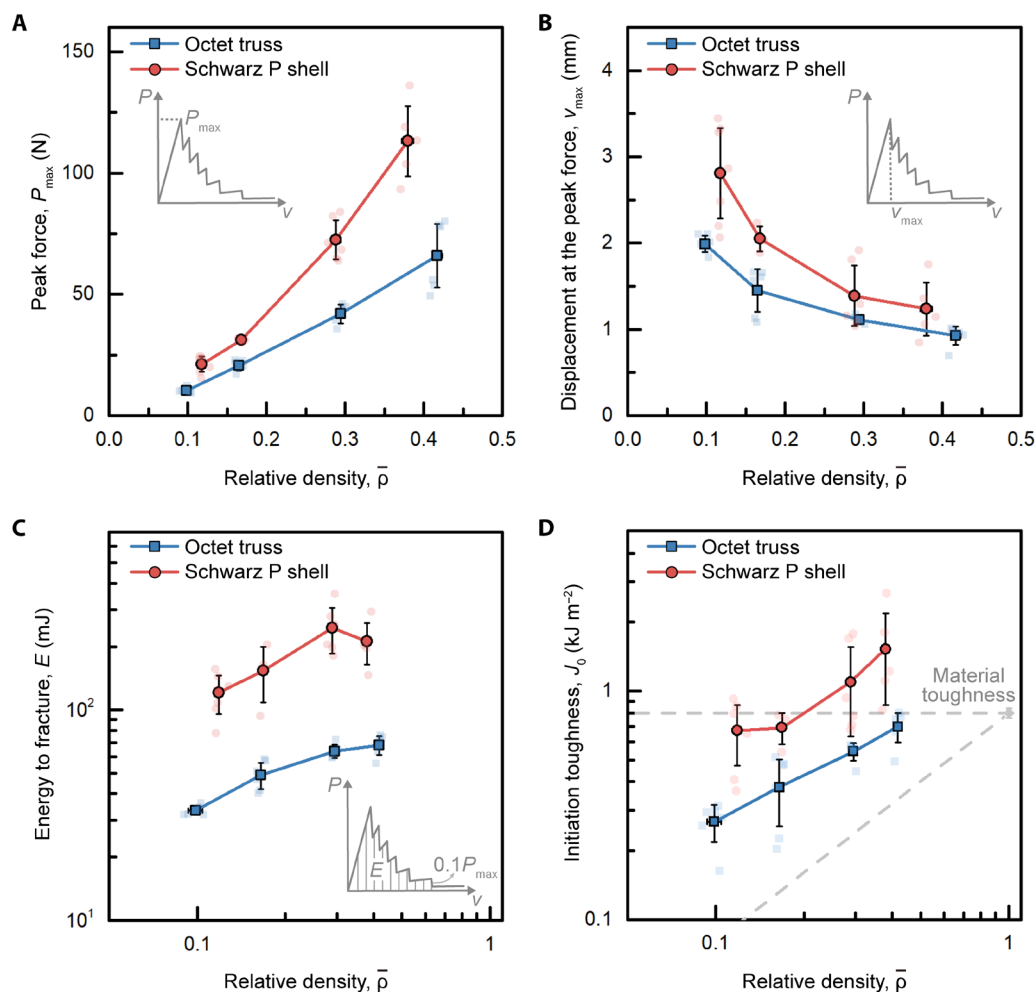 A
Peak force, Pmax (N)
150
100
50
0
Octet truss
Schwarz P shell
P
Pmax
v
0.0 0.1 0.2 0.3 0.4 0.5
Relative density, ρ̅
B
Displacement at the peak force, vmax (mm)
4
3
2
1
0
Octet truss
Schwarz P shell
P
vmax
v
0.0 0.1 0.2 0.3 0.4 0.5
Relative density, ρ̅
C
Energy to fracture, E (mJ)
10²
10¹
Octet truss
Schwarz P shell
P
E
0.1Pmax
v
0.1 1
Relative density, ρ̅
D
Initiation toughness, J₀ (kJ m⁻²)
1
0.1
Octet truss
Schwarz P shell
Material
toughness
0.1 1
Relative density, ρ̅